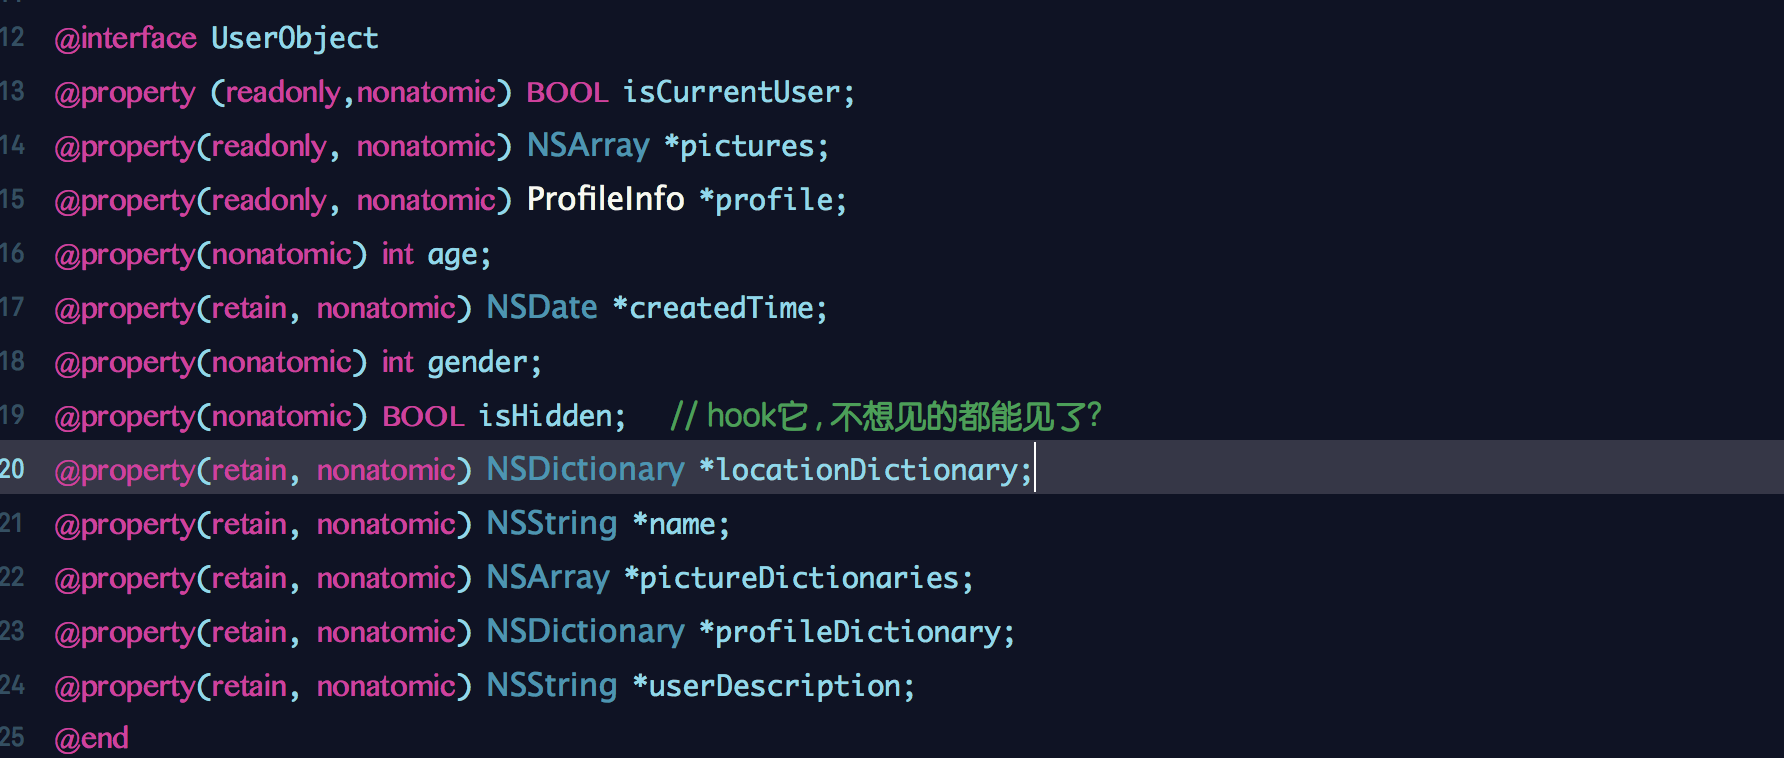 12 @interface UserObject
13 @property (readonly,nonatomic) BOOL isCurrentUser;
14 @property(readonly, nonatomic) NSArray *pictures;
15 @property(readonly, nonatomic) ProfileInfo *profile;
16 @property(nonatomic) int age;
17 @property(retain, nonatomic) NSDate *createdTime;
18 @property(nonatomic) int gender;
19 @property(nonatomic) BOOL isHidden; // hook它,不想见的都能见了?
20 @property(retain, nonatomic) NSDictionary *locationDictionary;
21 @property(retain, nonatomic) NSString *name;
22 @property(retain, nonatomic) NSArray *pictureDictionaries;
23 @property(retain, nonatomic) NSDictionary *profileDictionary;
24 @property(retain, nonatomic) NSString *userDescription;
25 @end